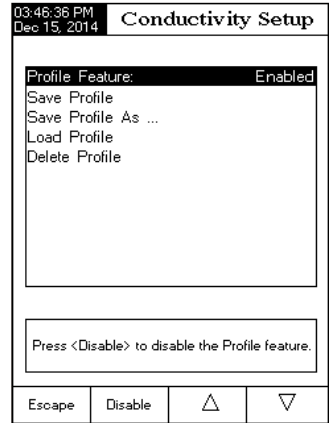 03:46:36 PM
Dec 15, 2014
Conductivity Setup
Profile Feature: Enabled
Save Profile
Save Profile As ...
Load Profile
Delete Profile
Press <Disable> to disable the Profile feature.
Escape Disable △ ▽